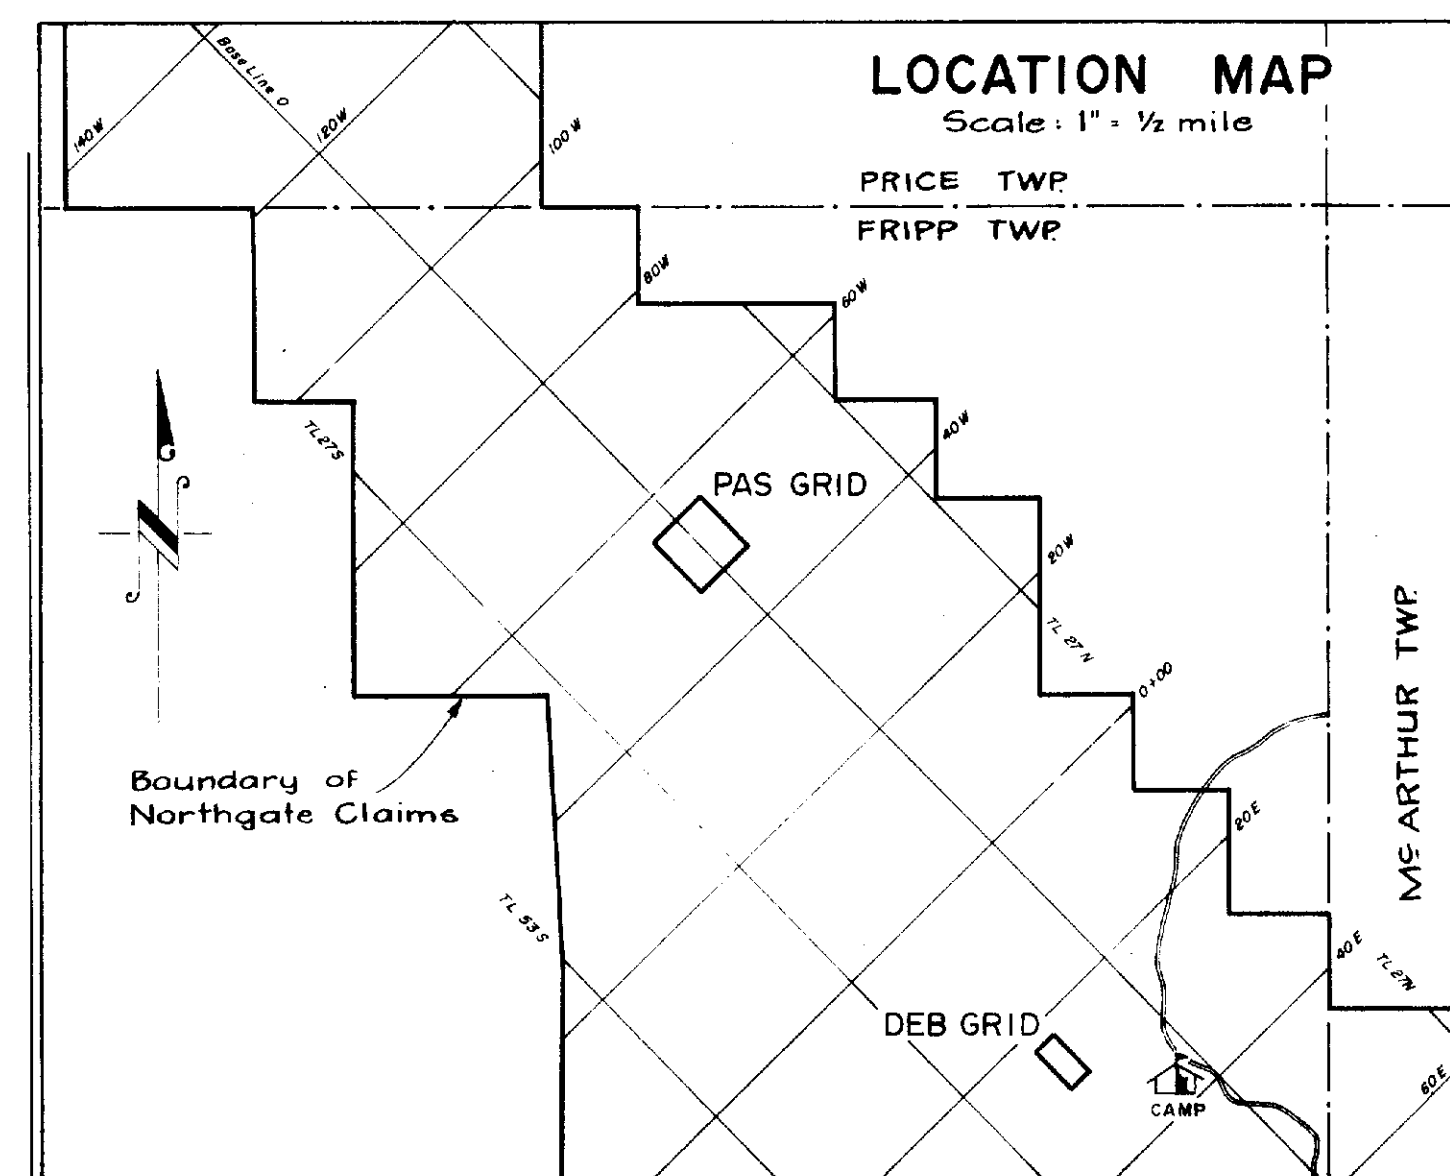 LOCATION MAP
Scale: 1" = ½ mile
Base Line 0
140W
120W
100W
PRICE TWP.
FRIPP TWP.
80W
60W
TL 27S
40W
PAS GRID
20W
TL 27N
0+00
McARTHUR TWP.
Boundary of
Northgate Claims
20E
TL 53S
40E
TL 27N
DEB GRID
60E
CAMP